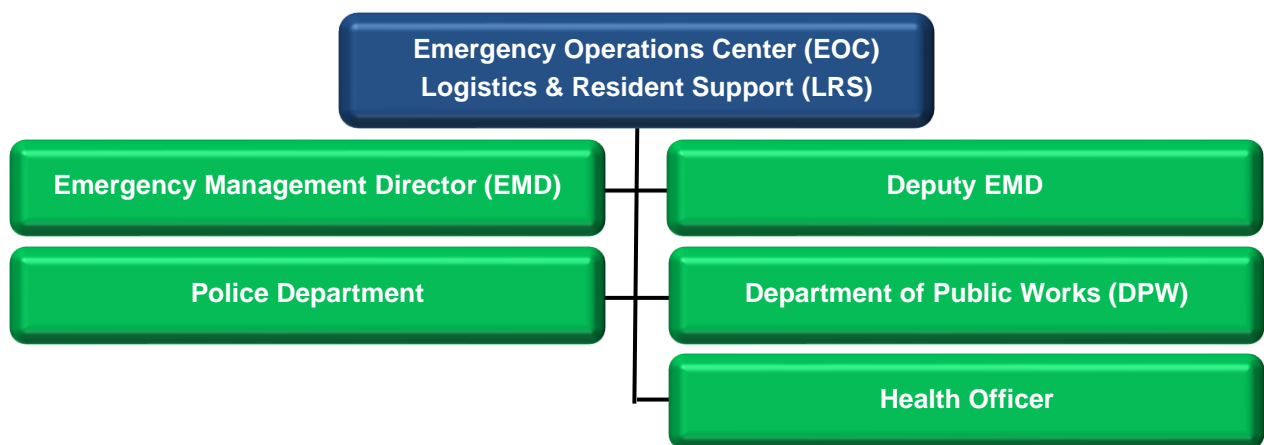 Emergency Operations Center (EOC)
Logistics & Resident Support (LRS)
Emergency Management Director (EMD)
Deputy EMD
Police Department
Department of Public Works (DPW)
Health Officer